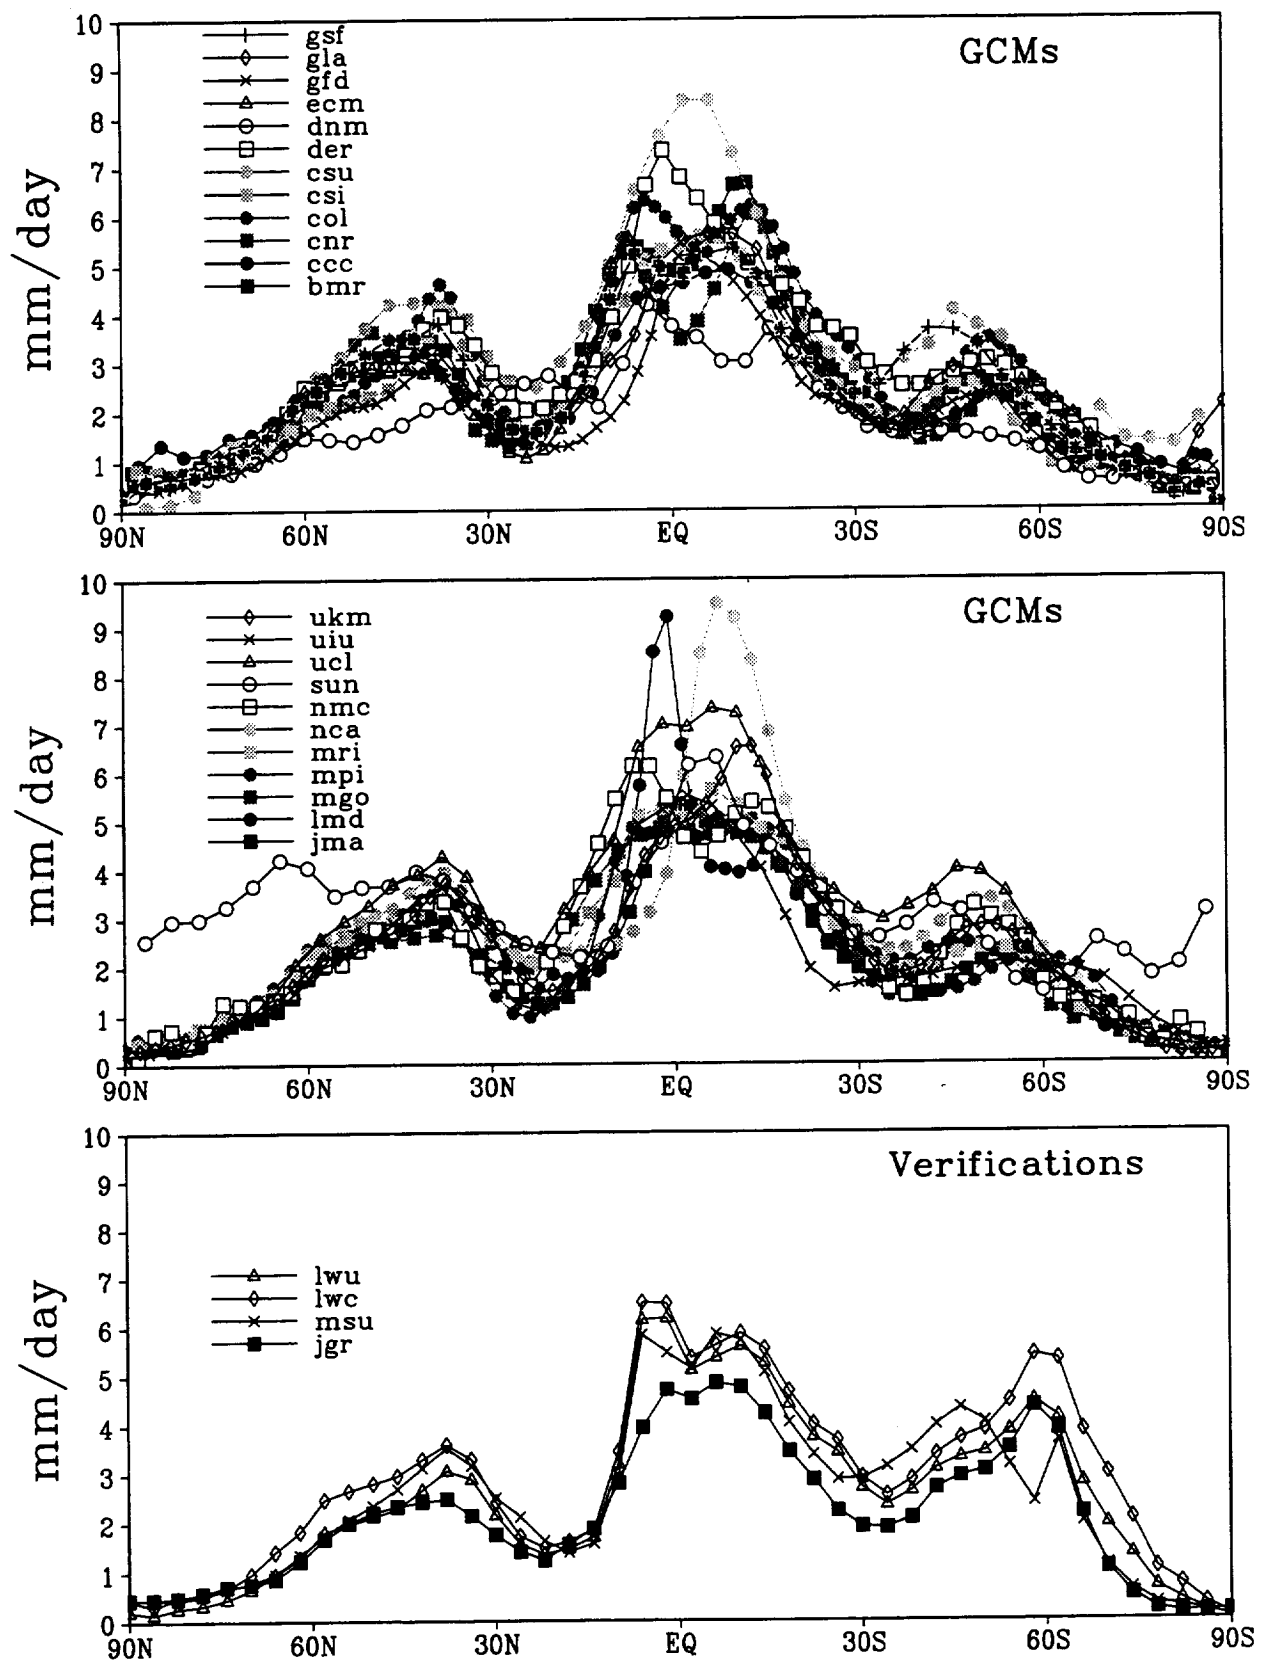 GCMs
10
9
8
7
6
5
4
3
2
1
0
mm/day
gsf
gla
gfd
ecm
dnm
der
csu
csi
col
cnr
ccc
bmr
90N 60N 30N EQ 30S 60S 90S
GCMs
10
9
8
7
6
5
4
3
2
1
0
mm/day
ukm
uiu
ucl
sun
nmc
nca
mri
mpi
mgo
lmd
jma
90N 60N 30N EQ 30S 60S 90S
Verifications
10
9
8
7
6
5
4
3
2
1
0
mm/day
lwu
lwc
msu
jgr
90N 60N 30N EQ 30S 60S 90S